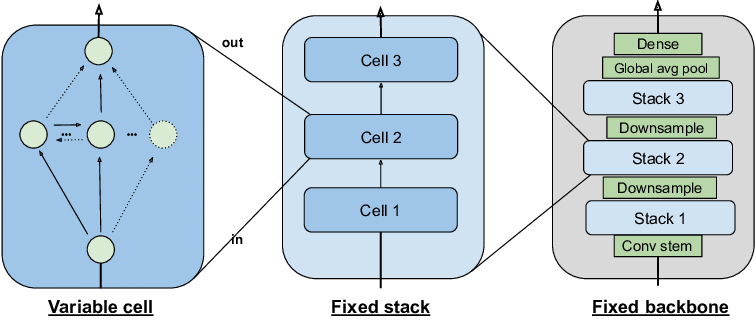 out
...
...
in
Variable cell
Cell 3
Cell 2
Cell 1
Fixed stack
Dense
Global avg pool
Stack 3
Downsample
Stack 2
Downsample
Stack 1
Conv stem
Fixed backbone